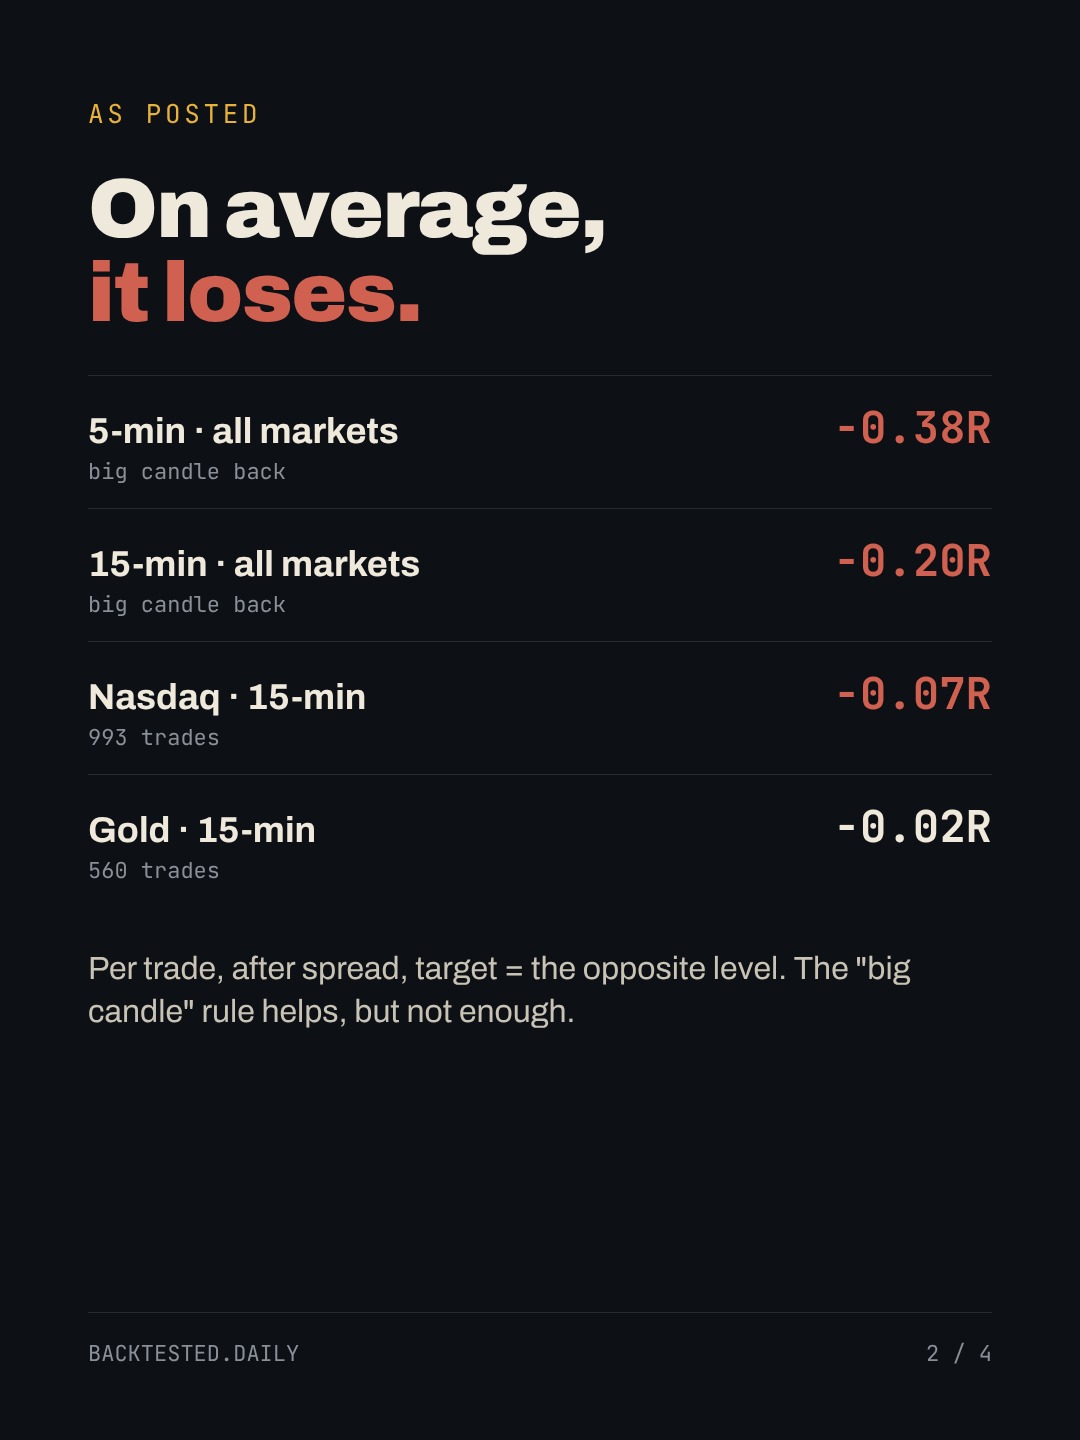 AS POSTED
On average,
it loses.
5-min · all markets
-0.38R
big candle back
15-min · all markets
-0.20R
big candle back
Nasdaq · 15-min
-0.07R
993 trades
Gold · 15-min
-0.02R
560 trades
Per trade, after spread, target = the opposite level. The "big
candle" rule helps, but not enough.
BACKTESTED.DAILY
2 / 4